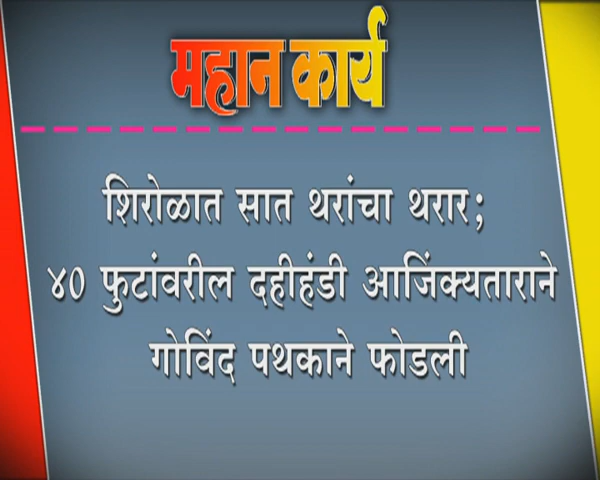 महान कार्य
शिरोळात सात थरांचा थरार;
४० फुटांवरील दहीहंडी आजिंक्यताराने
गोविंद पथकाने फोडली